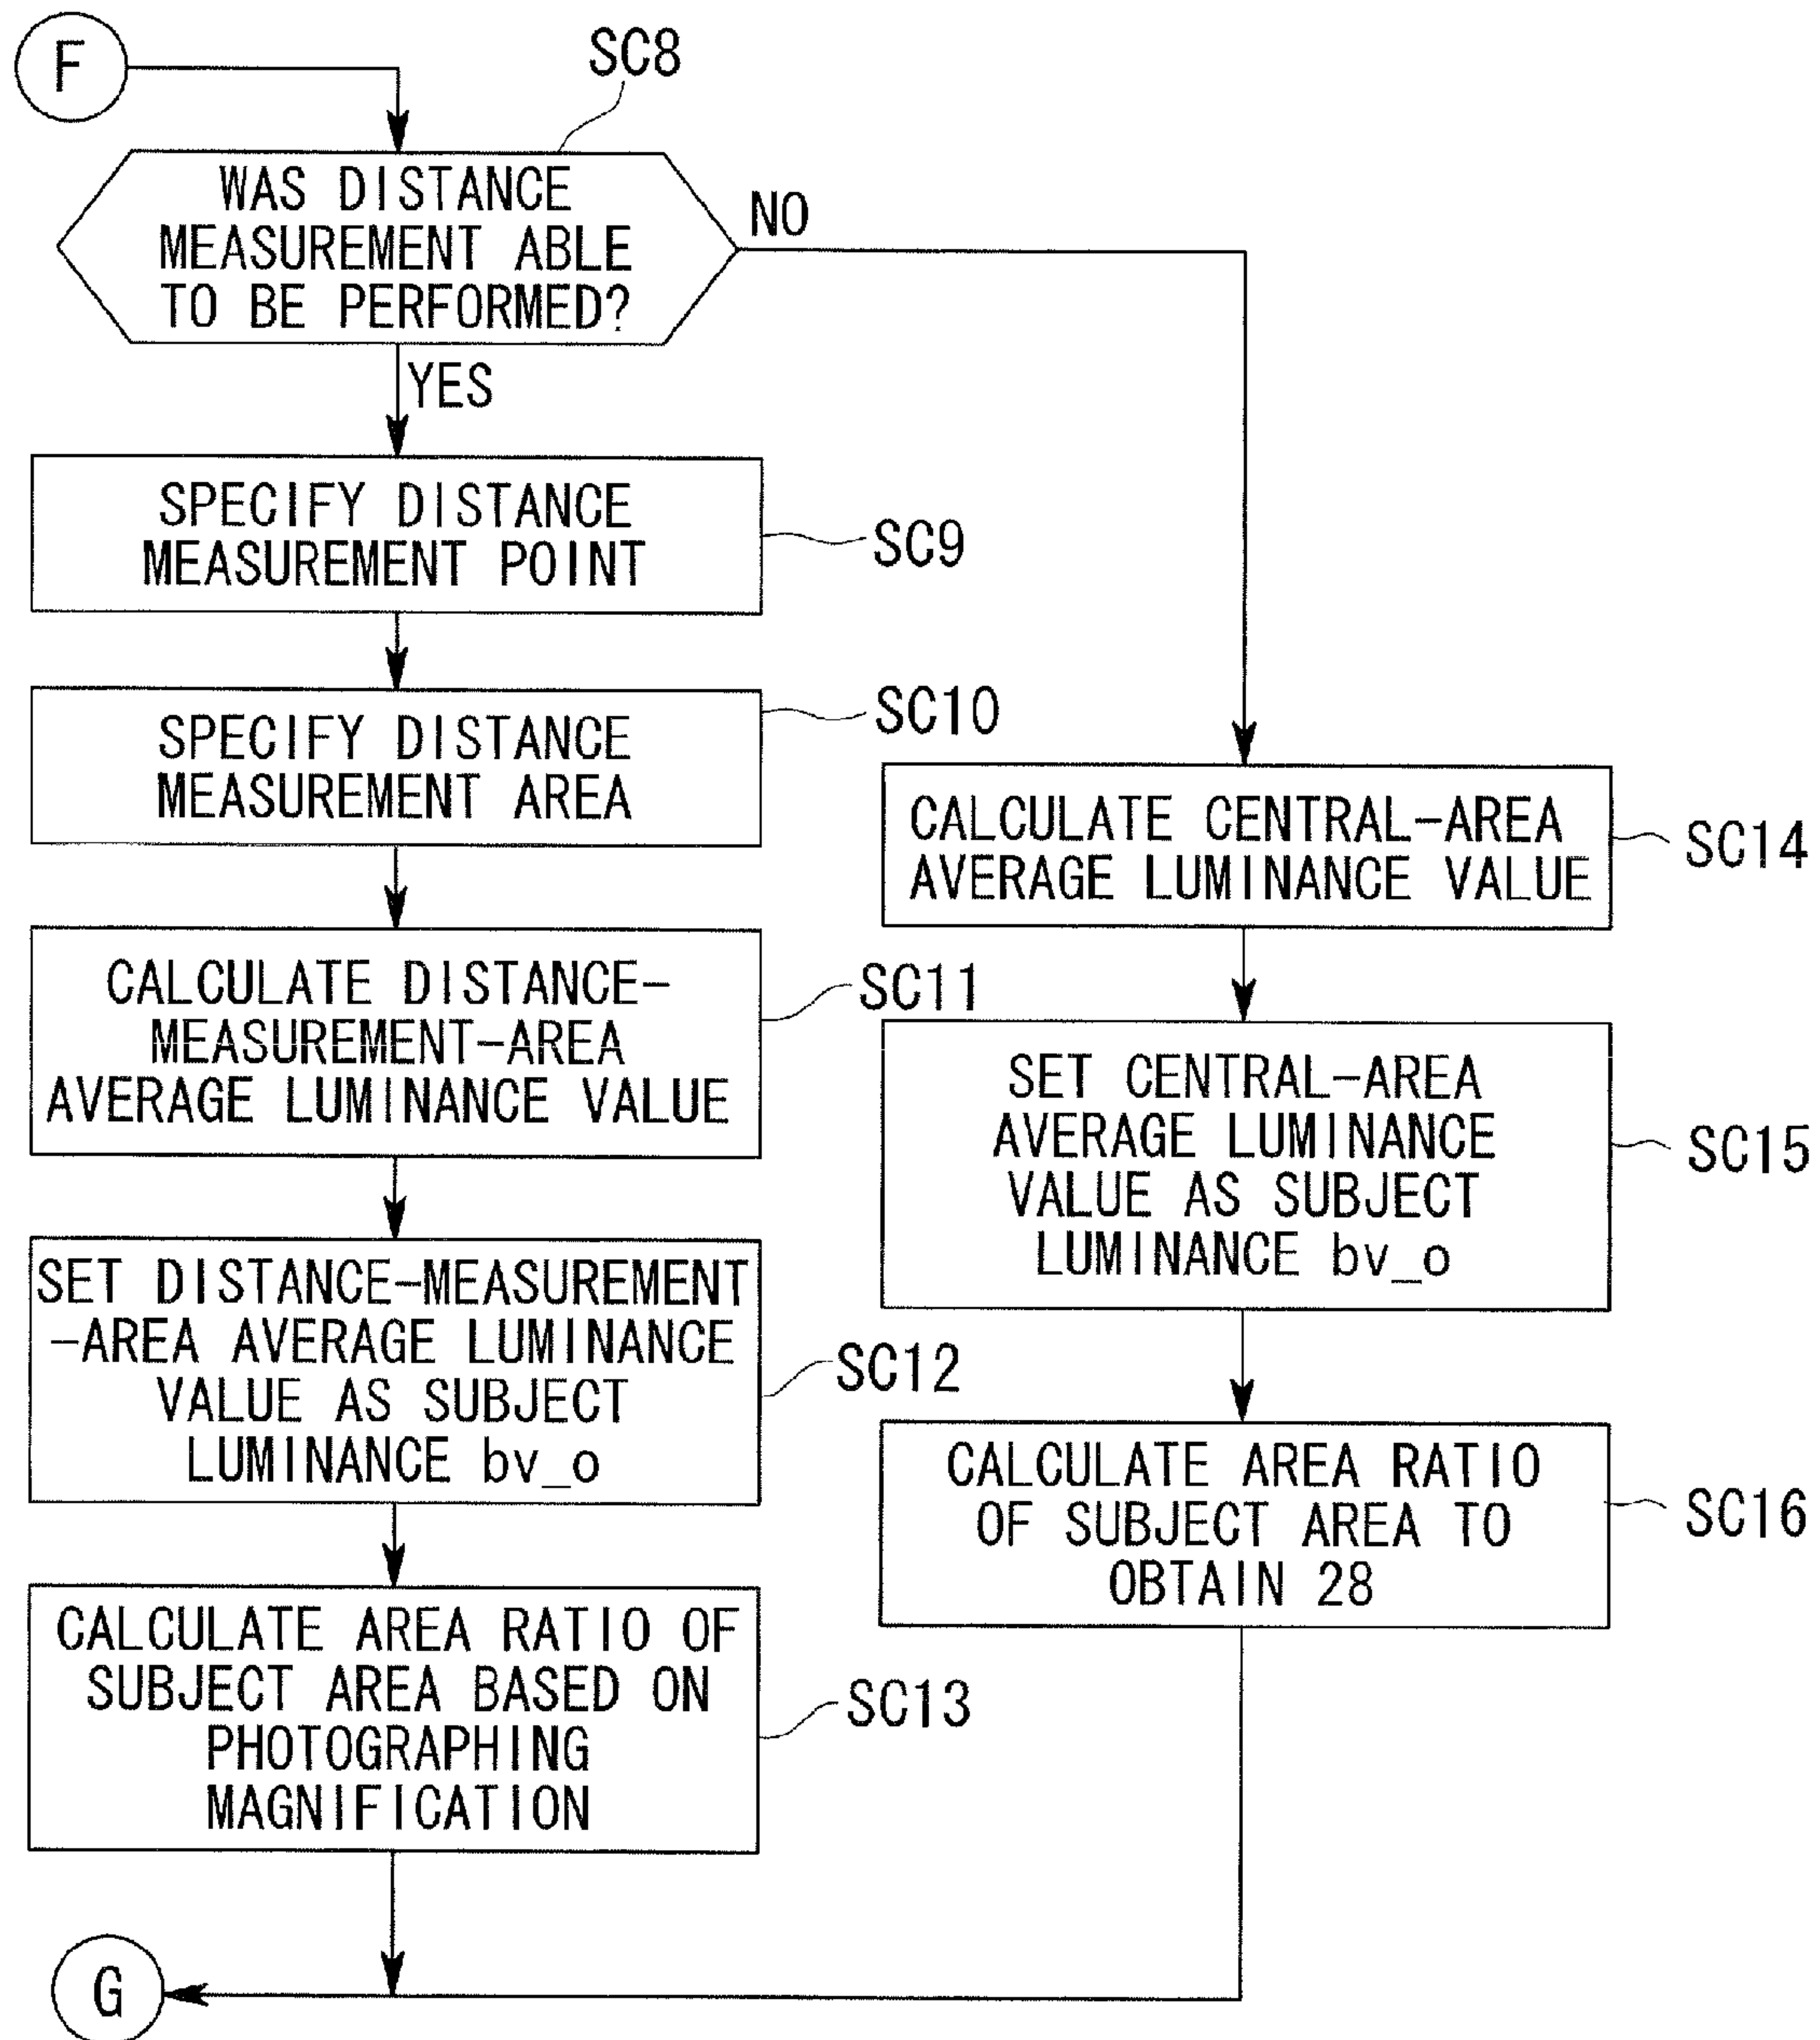 F
SC8
WAS DISTANCE
MEASUREMENT ABLE
TO BE PERFORMED?
NO
YES
SPECIFY DISTANCE
MEASUREMENT POINT
SC9
SPECIFY DISTANCE
MEASUREMENT AREA
SC10
CALCULATE DISTANCE-
MEASUREMENT-AREA
AVERAGE LUMINANCE VALUE
SC11
SET DISTANCE-MEASUREMENT
-AREA AVERAGE LUMINANCE
VALUE AS SUBJECT
LUMINANCE bv_o
SC12
CALCULATE AREA RATIO OF
SUBJECT AREA BASED ON
PHOTOGRAPHING
MAGNIFICATION
SC13
CALCULATE CENTRAL-AREA
AVERAGE LUMINANCE VALUE
SC14
SET CENTRAL-AREA
AVERAGE LUMINANCE
VALUE AS SUBJECT
LUMINANCE bv_o
SC15
CALCULATE AREA RATIO
OF SUBJECT AREA TO
OBTAIN 28
SC16
G